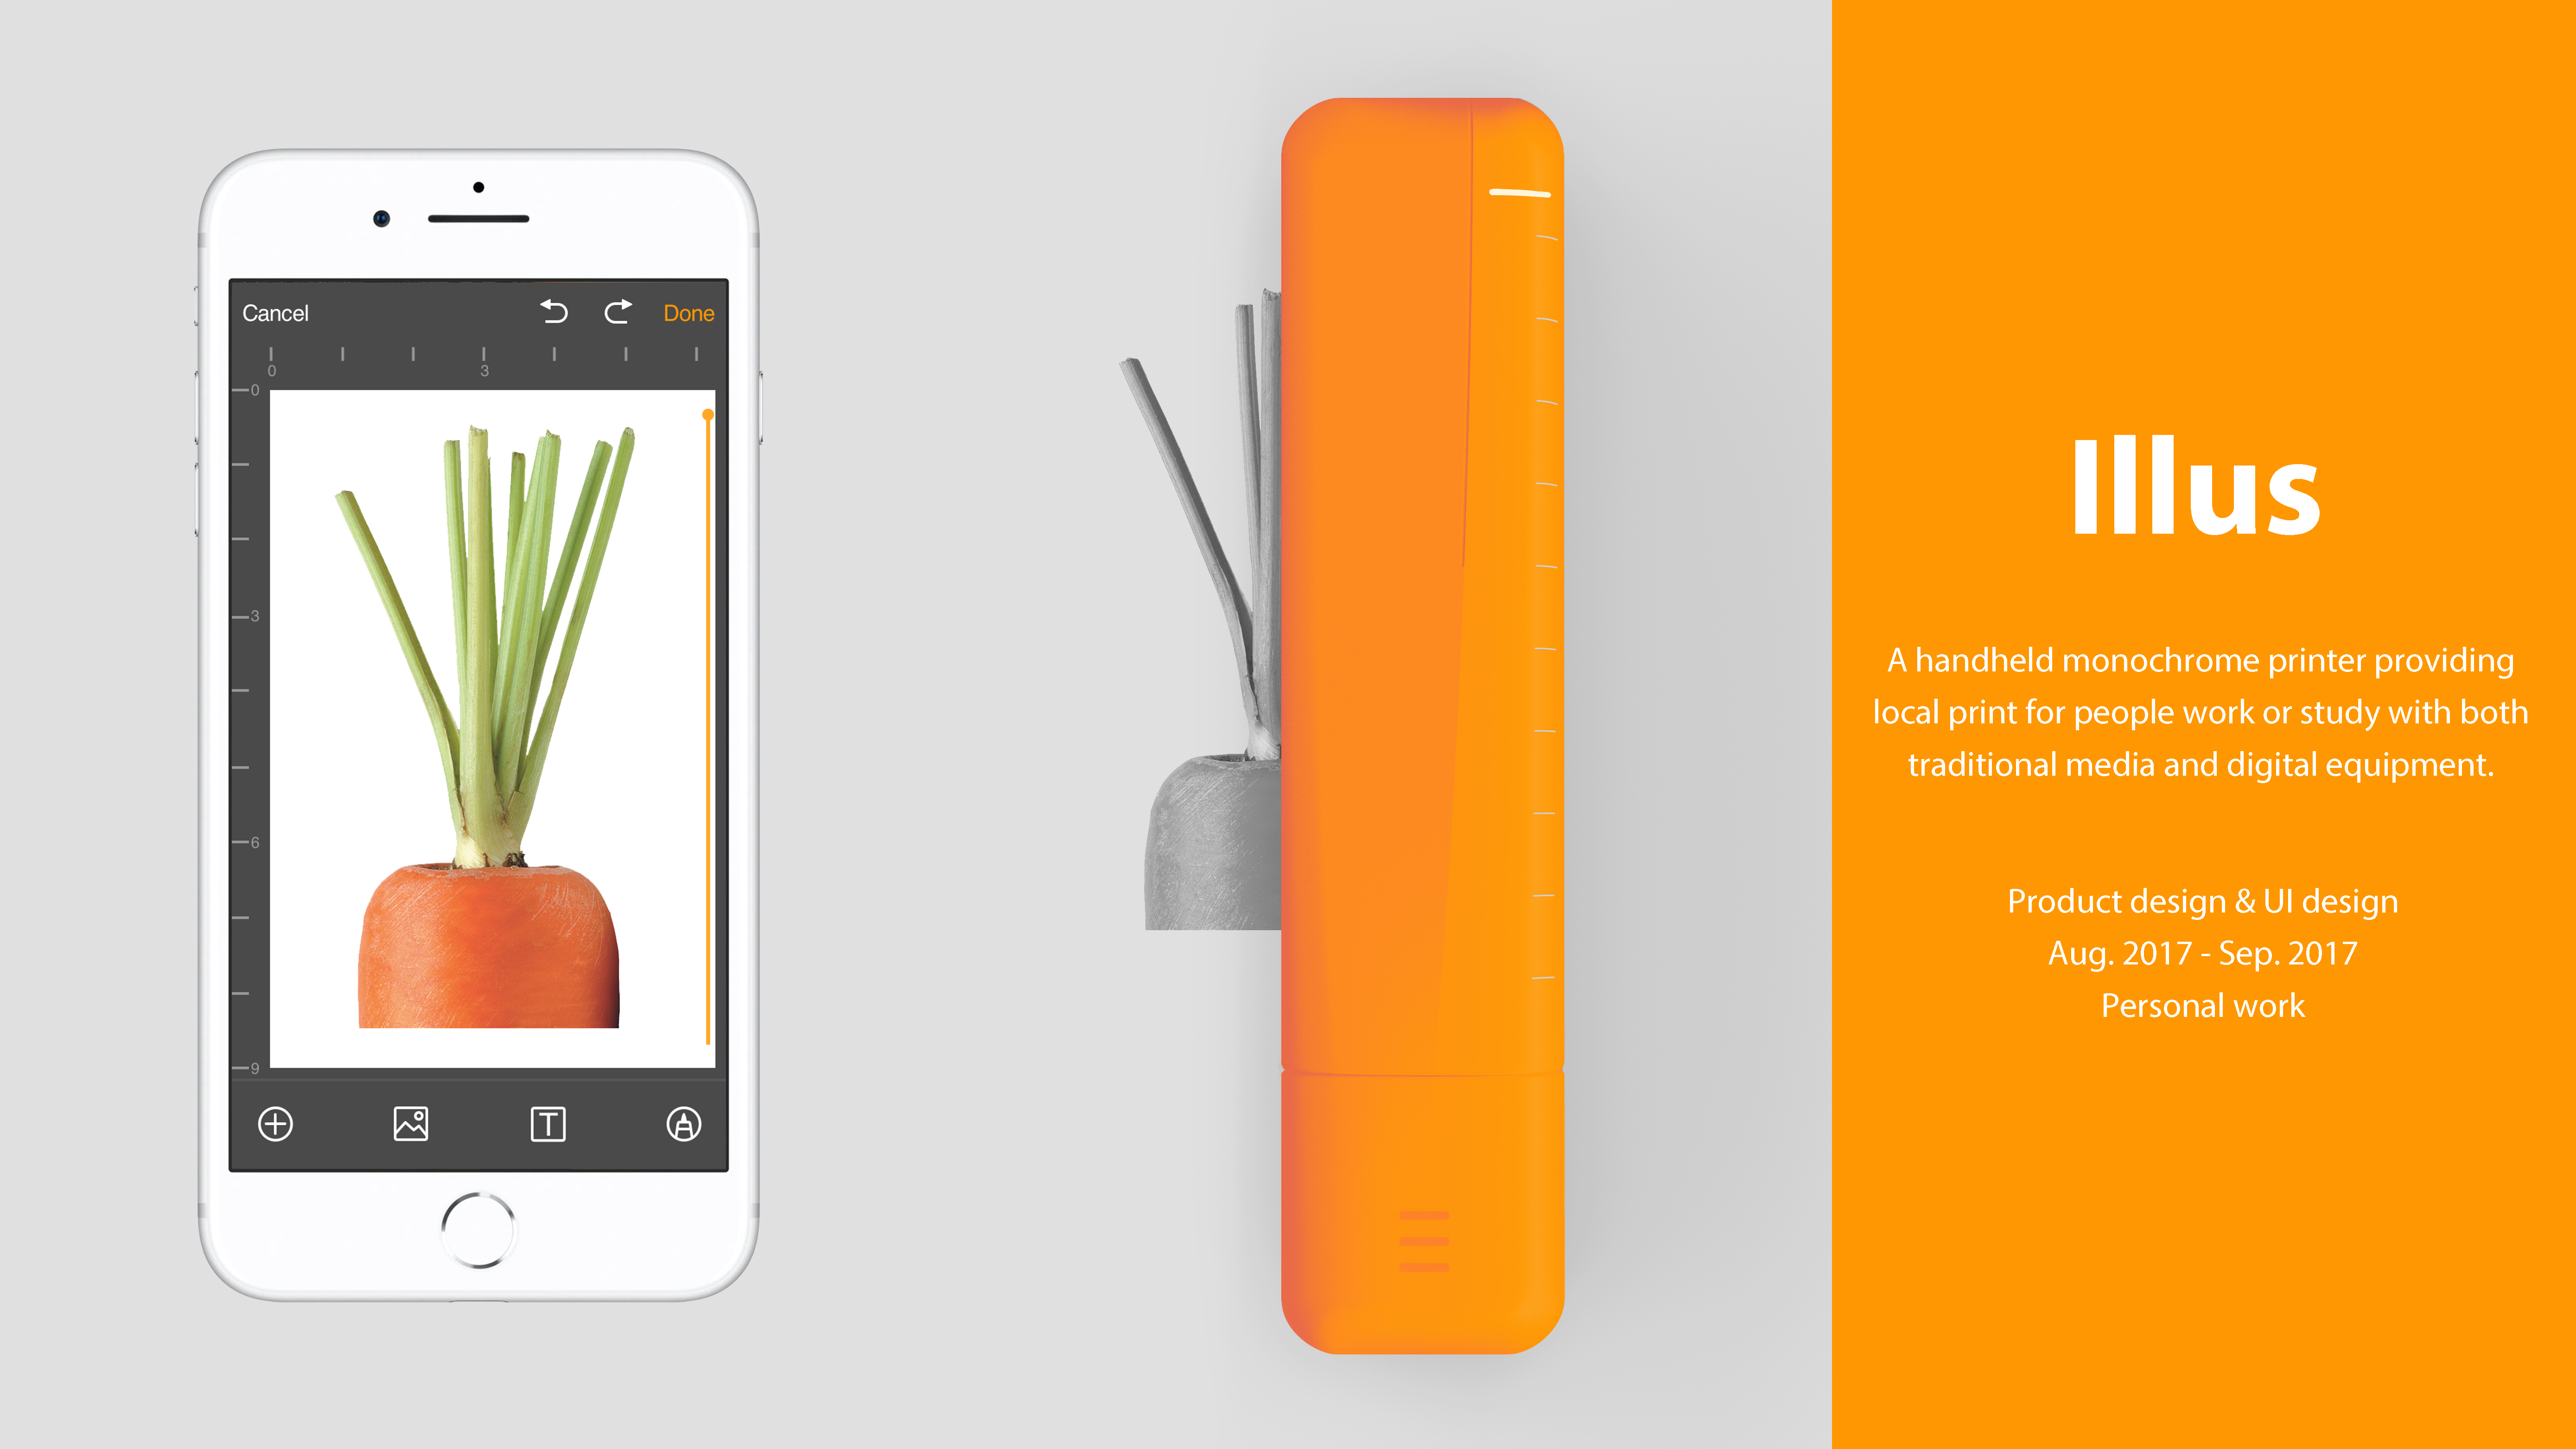 Cancel Done
0 3
0
3
6
9
T
Illus
A handheld monochrome printer providing
local print for people work or study with both
traditional media and digital equipment.
Product design & UI design
Aug. 2017 - Sep. 2017
Personal work